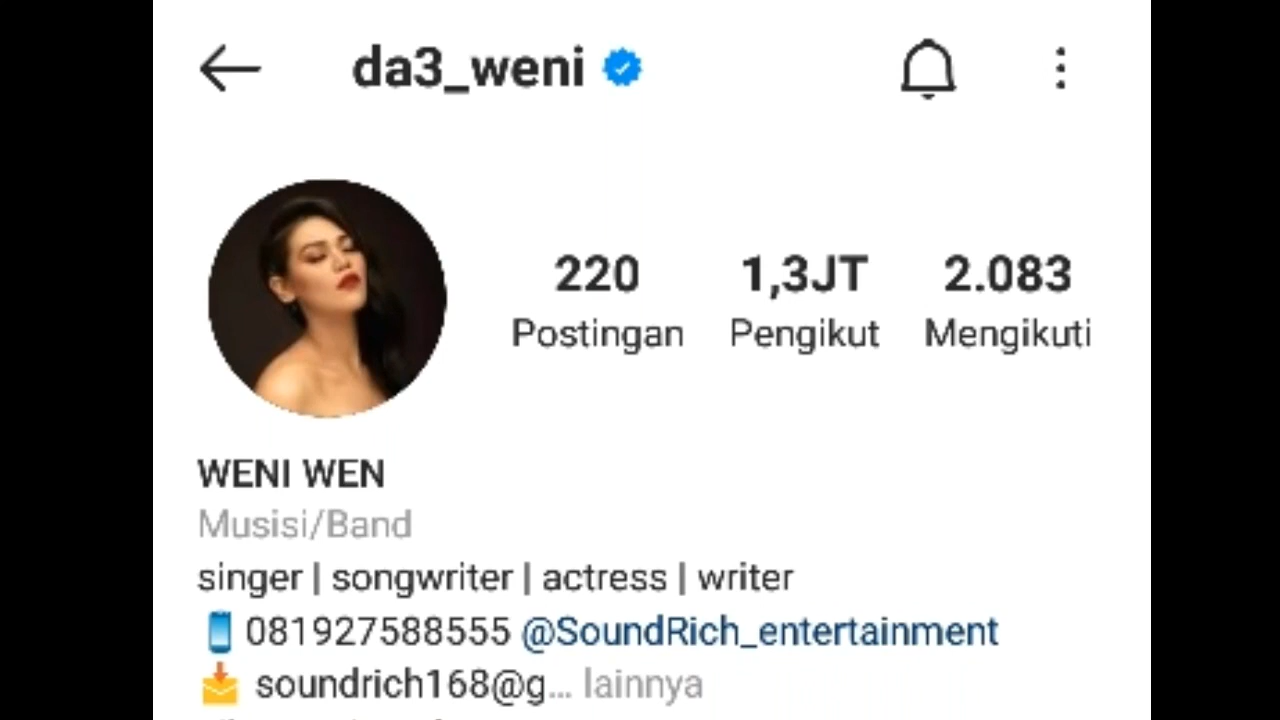 da3_weni
220 1,3JT 2.083
Postingan Pengikut Mengikuti
WENI WEN
Musisi/Band
singer | songwriter | actress | writer
081927588555 @SoundRich_entertainment
soundrich168@g... lainnya